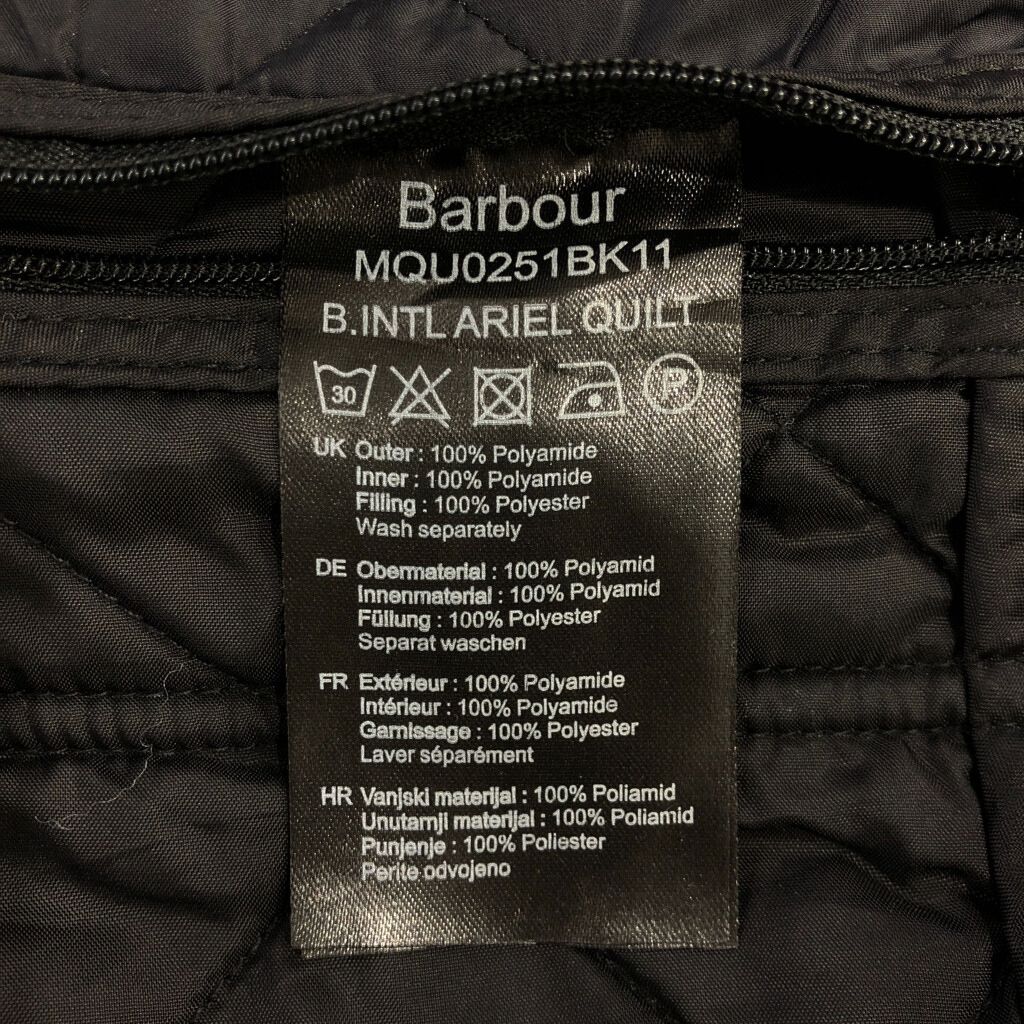 Barbour
MQU0251BK11
B.INTL ARIEL QUILT
30 P
UK Outer : 100% Polyamide
Inner : 100% Polyamide
Filling : 100% Polyester
Wash separately
DE Obermaterial : 100% Polyamid
Innenmaterial : 100% Polyamid
Füllung : 100% Polyester
Separat waschen
FR Extérieur : 100% Polyamide
Intérieur : 100% Polyamide
Garnissage : 100% Polyester
Laver séparément
HR Vanjski materijal : 100% Poliamid
Unutarnji materijal : 100% Poliamid
Punjenje : 100% Poliester
Perite odvojeno